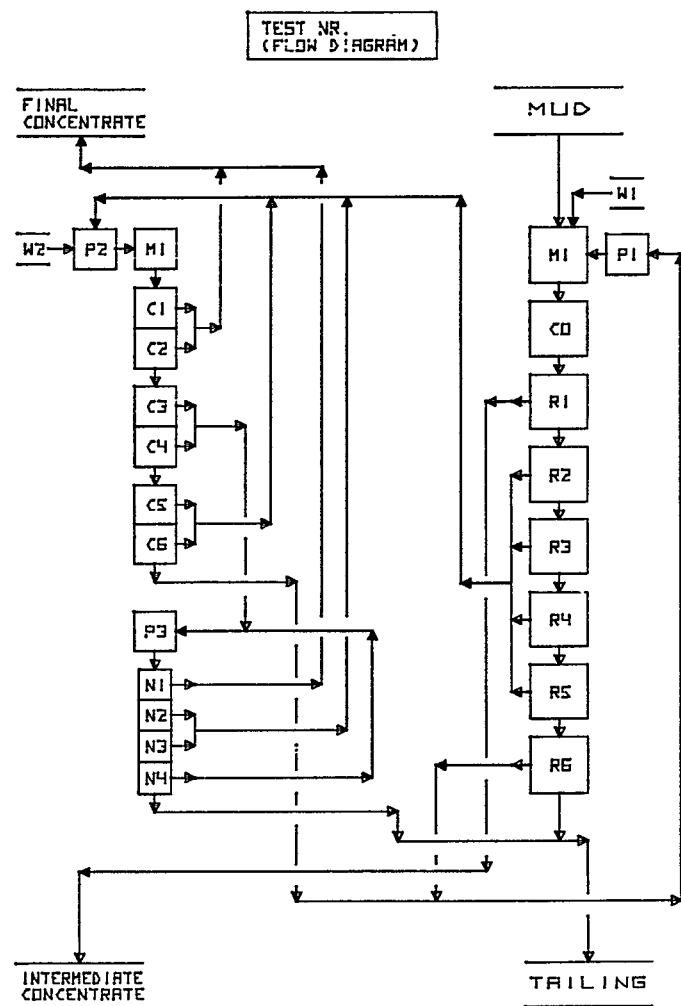 TEST NR.
(FLOW DIAGRAM)
FINAL
CONCENTRATE
MUD
W1
W2
P2
M1
M1
P1
C1
C0
C2
C3
R1
C4
R2
C5
C6
R3
P3
R4
N1
R5
N2
N3
N4
R6
INTERMEDIATE
CONCENTRATE
TAILING